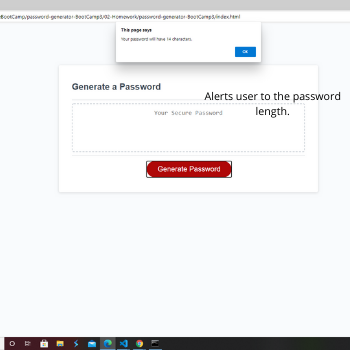 eBootCamp/password-generator-BootCamp3/02-Homework/password-generator-BootCamp3/index.html
This page says
Your password will have 14 characters.
OK
Generate a Password
Alerts user to the password
length.
Your Secure Password
Generate Password